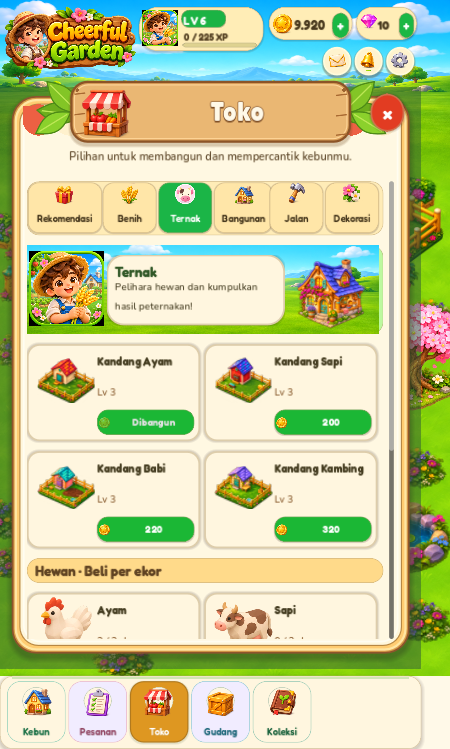 Cheerful
Garden
LV 6
0 / 225 XP
9.920
+
10
+
Toko
Pilihan untuk membangun dan mempercantik kebunmu.
Rekomendasi
Benih
Ternak
Bangunan
Jalan
Dekorasi
Ternak
Pelihara hewan dan kumpulkan
hasil peternakan!
Kandang Ayam
Lv 3
Dibangun
Kandang Sapi
Lv 3
200
Kandang Babi
Lv 3
220
Kandang Kambing
Lv 3
320
Hewan · Beli per ekor
Ayam
Sapi
Kebun
Pesanan
Toko
Gudang
Koleksi